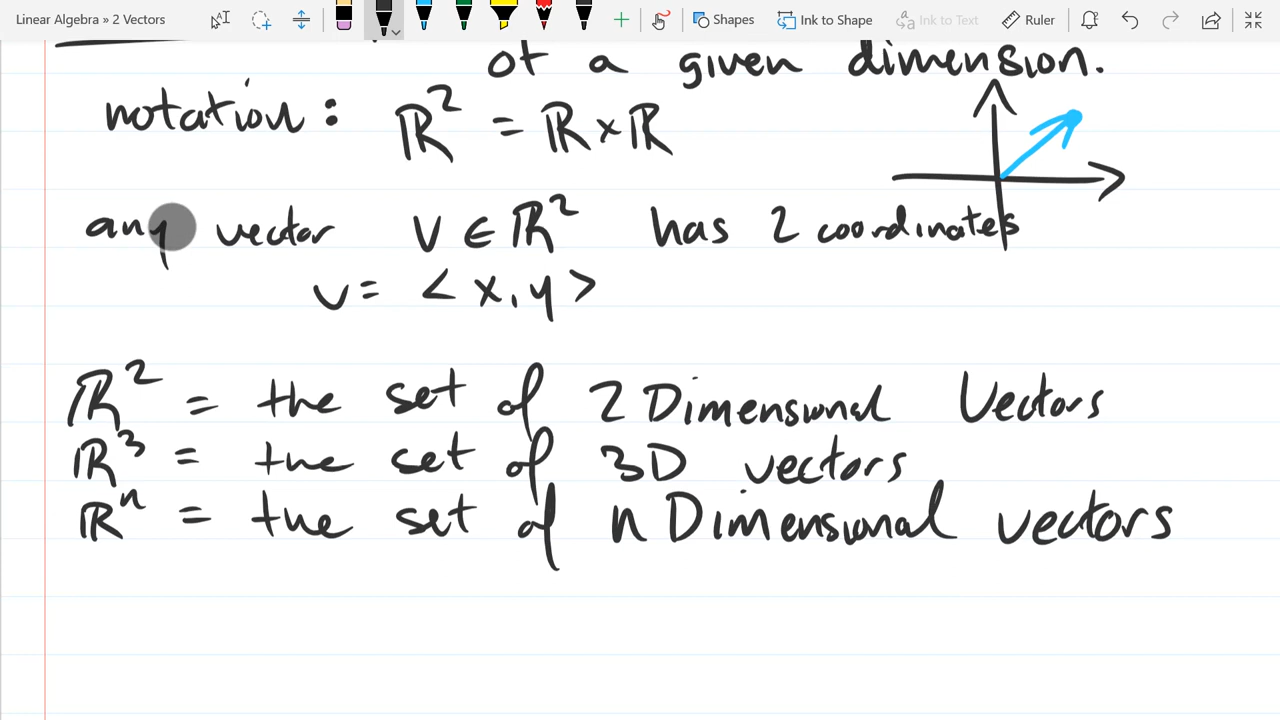 Linear Algebra » 2 Vectors
Shapes
Ink to Shape
Ink to Text
Ruler
of a given dimension.
notation: ℝ² = ℝ×ℝ
any vector v ∈ ℝ² has 2 coordinates
v = < x, y >
ℝ² = the set of 2 Dimensional Vectors
ℝ³ = the set of 3D vectors
ℝⁿ = the set of n Dimensional vectors